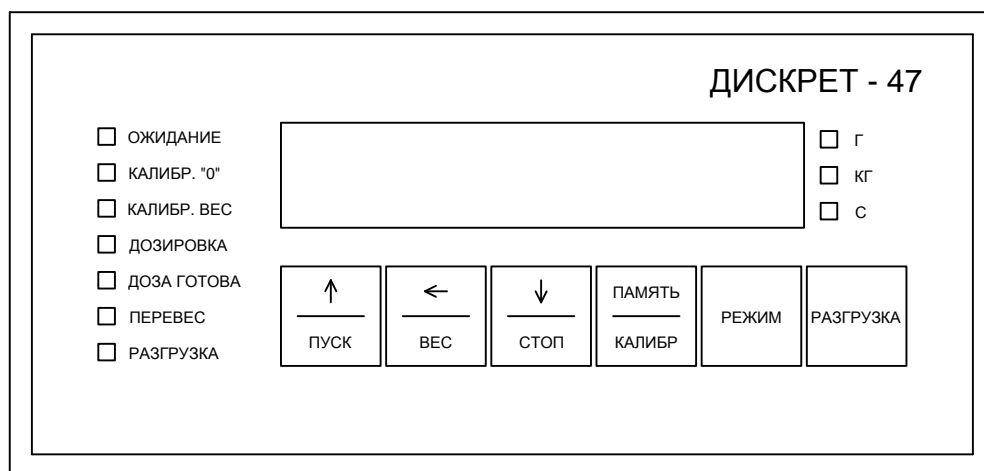 ДИСКРЕТ - 47
ОЖИДАНИЕ
КАЛИБР. "0"
КАЛИБР. ВЕС
ДОЗИРОВКА
ДОЗА ГОТОВА
ПЕРЕВЕС
РАЗГРУЗКА
Г
КГ
С
↑
ПУСК
←
ВЕС
↓
СТОП
ПАМЯТЬ
КАЛИБР
РЕЖИМ
РАЗГРУЗКА